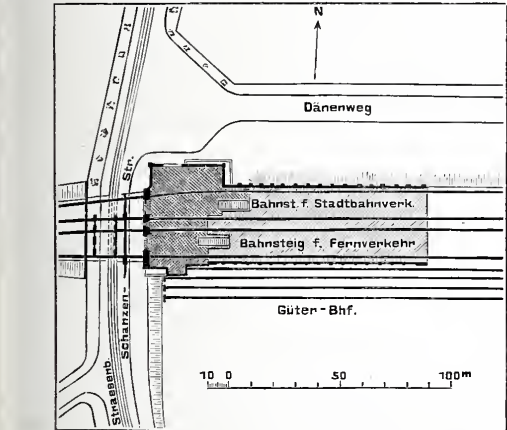 N
Dänenweg
Str.
Bahnst. f. Stadtbahnverk.
Bahnsteig f. Fernverkehr
Schanzen-
Strassenb.
Güter-Bhf.
10 0 50 100m